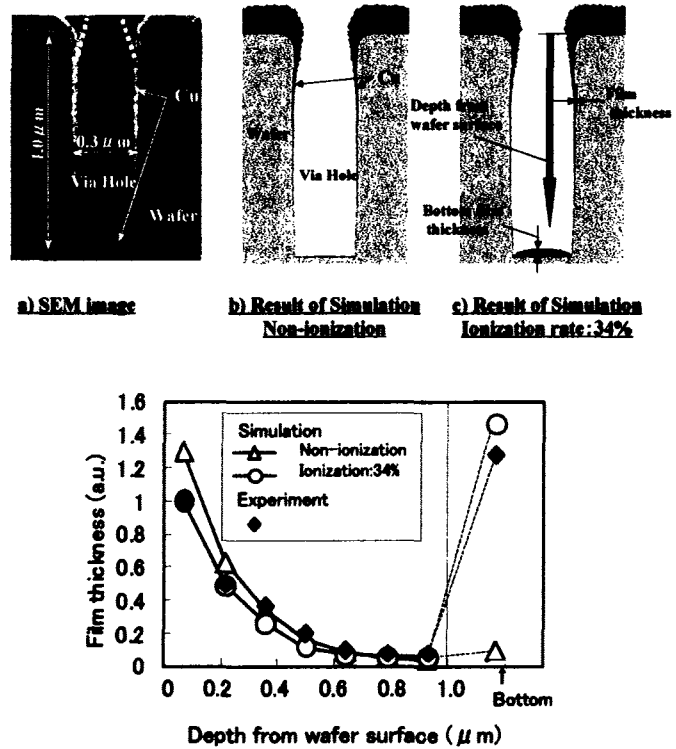 1.0 μm
0.3 μm
Via Hole
Cu
Wafer
a) SEM image
Wafer
Cu
Via Hole
b) Result of Simulation
Non-ionization
Depth from
wafer surface
Film
thickness
Bottom film
thickness
c) Result of Simulation
Ionization rate:34%
Film thickness (a.u.)
1.6
1.4
1.2
1
0.8
0.6
0.4
0.2
0
Simulation
Non-ionization
Ionization:34%
Experiment
0
0.2
0.4
0.6
0.8
1.0
Bottom
Depth from wafer surface ( μ m)